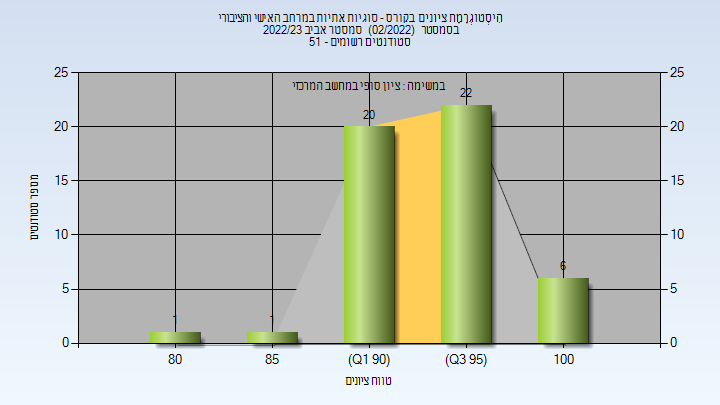 היסטוגרמת ציונים בקורס - סוגיות אתיות במרחב האישי והציבורי
בסמסטר (02/2022) סמסטר אביב 2022/23
סטודנטים רשומים - 51
במשימה : ציון סופי במחשב המרכזי
25 25
20 20
15 15
10 10
5 5
0 0
מספר סטודנטים
1 1 20 22 6
80 85 (Q1 90) (Q3 95) 100
טווח ציונים